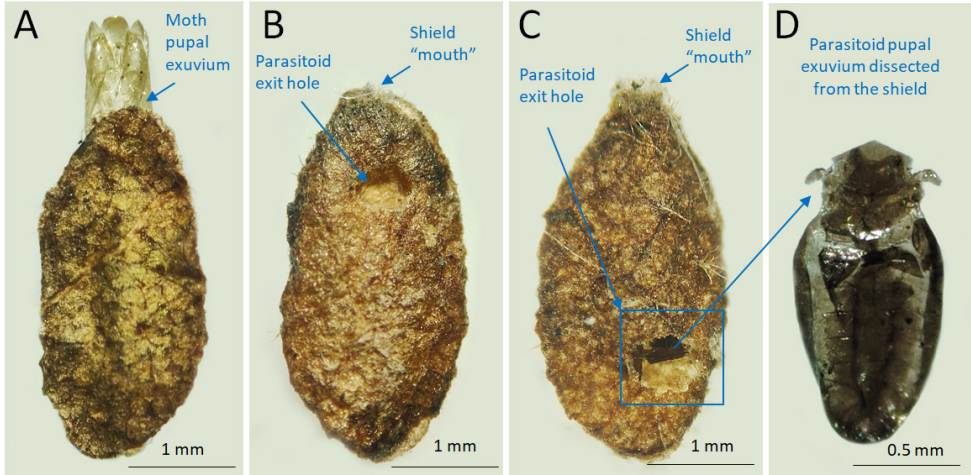 A
Moth
pupal
exuvium
1 mm
B
Shield
“mouth”
Parasitoid
exit hole
1 mm
C
Shield
“mouth”
Parasitoid
exit hole
1 mm
D
Parasitoid pupal
exuvium dissected
from the shield
0.5 mm